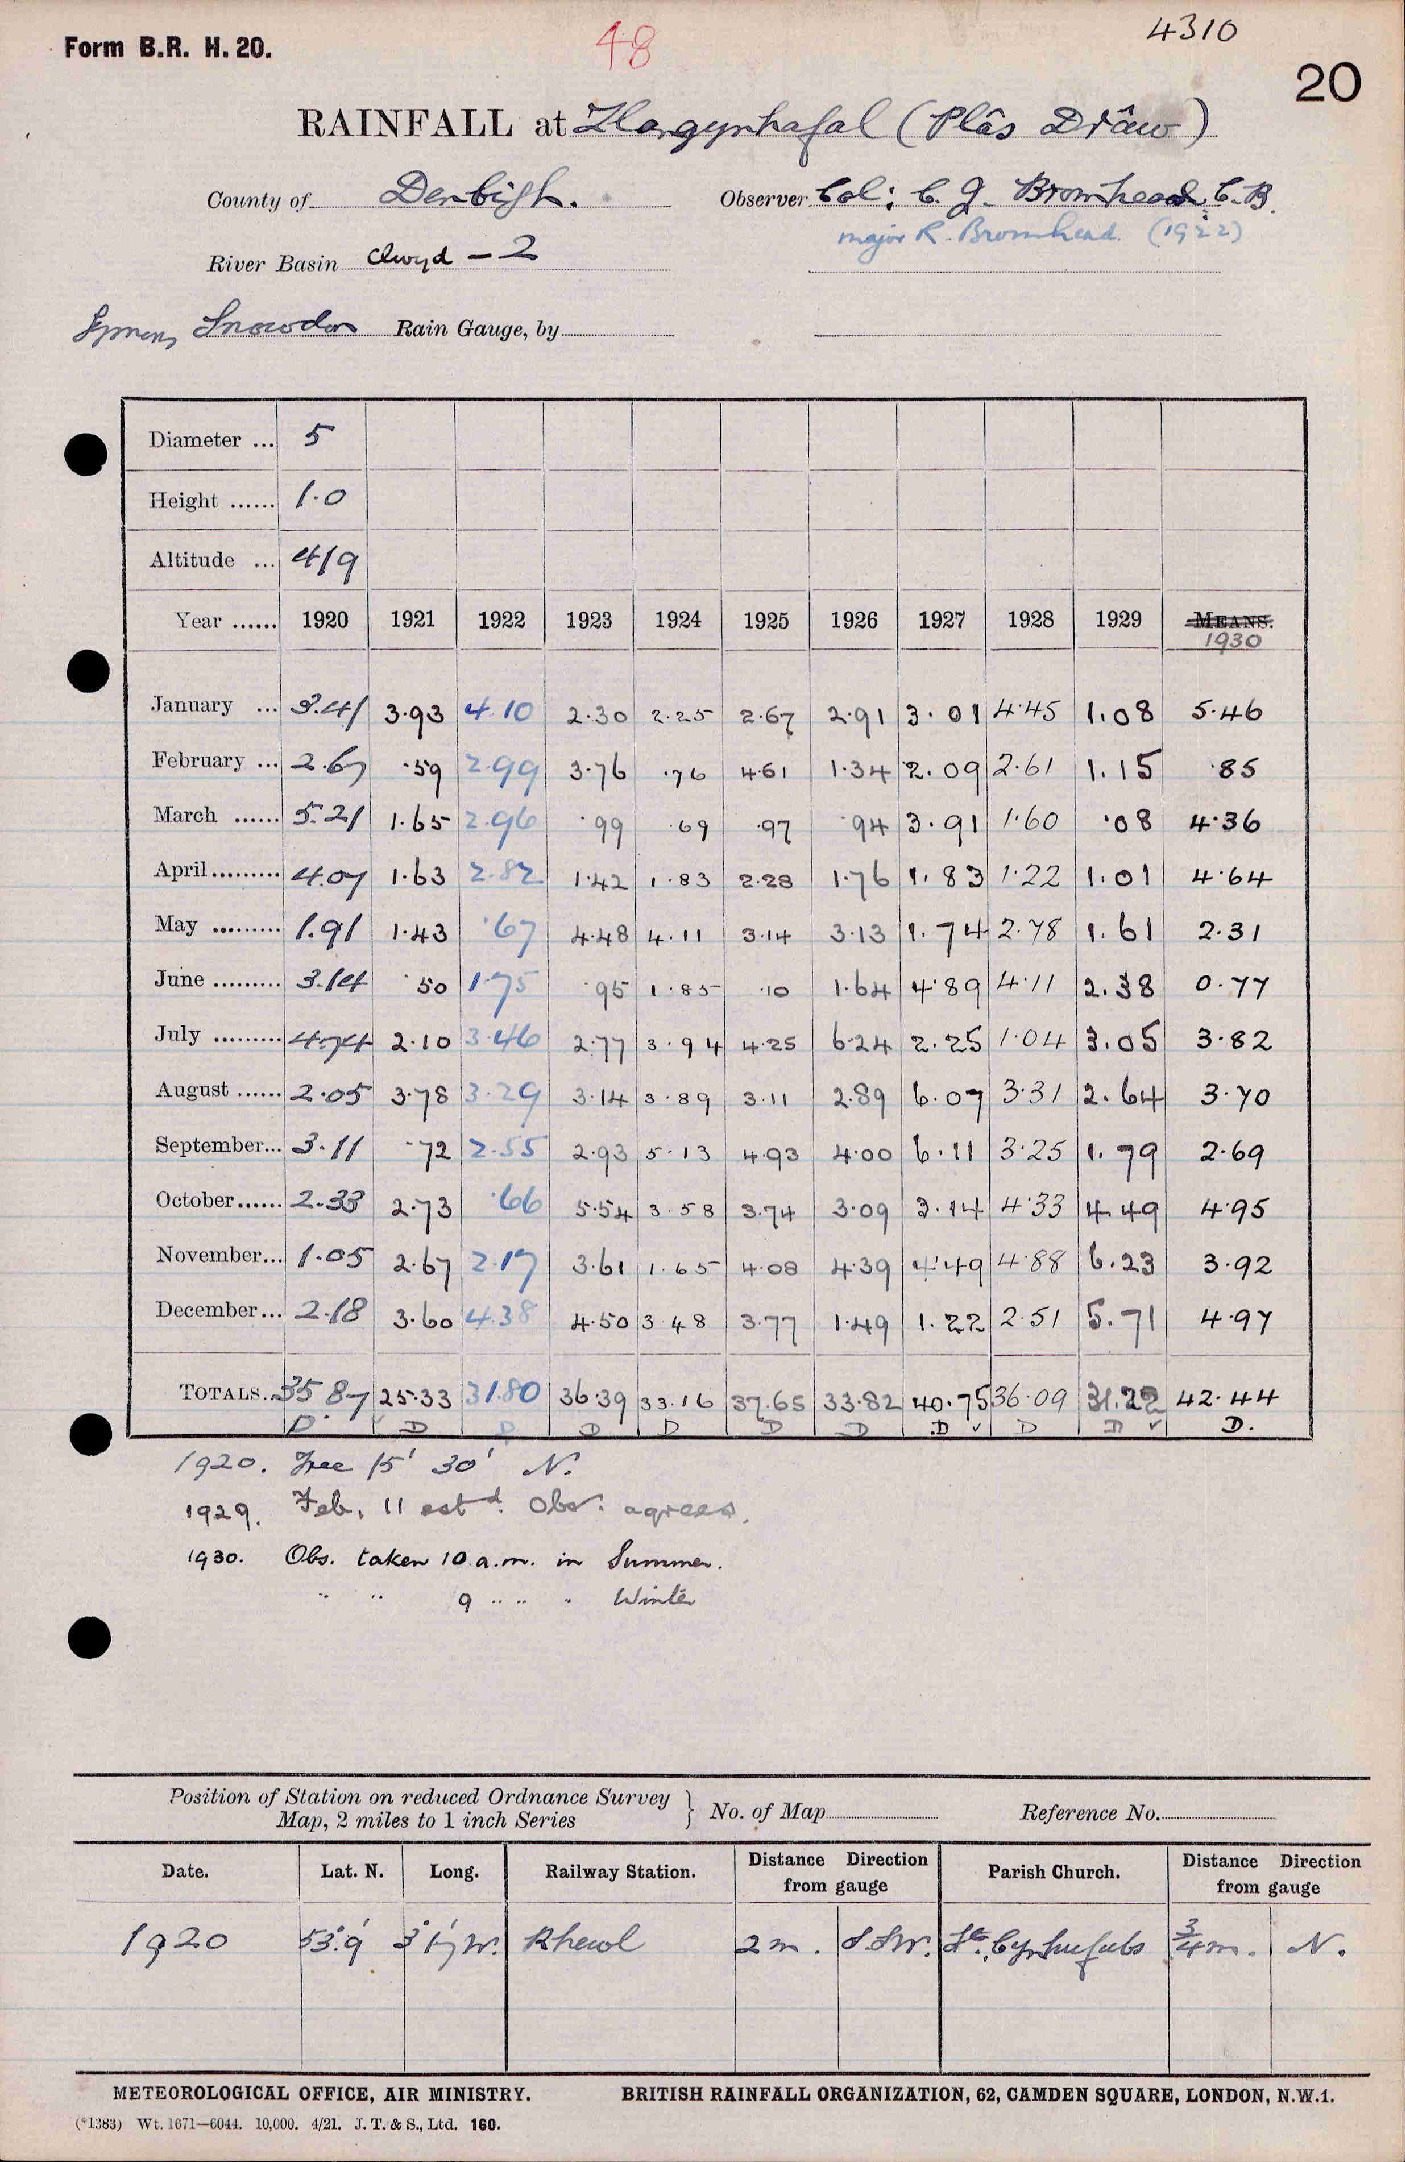 Form B.R. H. 20. 48 4310
20
RAINFALL at Llangynhafal (Plâs Drâw)
County of Denbigh. Observer Col: C. J. Bromhead, C.B.
Major R. Bromhead (1922)
River Basin Clwyd - 2
Symons Snowdon Rain Gauge, by
Diameter ... 5
Height ...... 1.0
Altitude ... 419
Year ...... 1920 1921 1922 1923 1924 1925 1926 1927 1928 1929 MEANS.
1930
January ... 3.41 3.93 4.10 2.30 2.25 2.67 2.91 3.01 4.45 1.08 5.46
February ... 2.67 .59 2.99 3.76 .76 4.61 1.34 2.09 2.61 1.15 .85
March ...... 5.21 1.65 2.96 .99 .69 .97 .94 3.91 1.60 .08 4.36
April ......... 4.07 1.63 2.82 1.42 1.83 2.28 1.76 1.83 1.22 1.01 4.64
May ......... 1.91 1.43 .67 4.48 4.11 3.14 3.13 1.74 2.78 1.61 2.31
June ......... 3.14 .50 1.75 .95 1.85 .10 1.64 4.89 4.11 2.38 0.77
July ......... 4.74 2.10 3.46 2.77 3.94 4.25 6.24 2.25 1.04 3.05 3.82
August ...... 2.05 3.78 3.29 3.14 3.89 3.11 2.89 6.07 3.31 2.64 3.70
September... 3.11 .72 2.55 2.93 5.13 4.93 4.00 6.11 3.25 1.79 2.69
October...... 2.33 2.73 .66 5.54 3.58 3.74 3.09 3.14 4.33 4.49 4.95
November... 1.05 2.67 2.17 3.61 1.65 4.08 4.39 4.49 4.88 6.23 3.92
December... 2.18 3.60 4.38 4.50 3.48 3.77 1.49 1.22 2.51 5.71 4.97
TOTALS... 35.87 25.33 31.80 36.39 33.16 37.65 33.82 40.75 36.09 31.22 42.44
D. D D D D D D D ✓ D D ✓ D.
1920. Tree 15' 30' N.
1929. Feb. 11 estd. Obsr. agrees.
1930. Obs. taken 10 a.m. in Summer.
" " 9 " " " Winter
Position of Station on reduced Ordnance Survey
Map, 2 miles to 1 inch Series } No. of Map Reference No.
Date. Lat. N. Long. Railway Station. Distance Direction from gauge Parish Church. Distance Direction from gauge
1920 53° 9' 3° 17' W. Rhewl 2 m. SSW. St. Cynhafals 3/4 m. N.
METEOROLOGICAL OFFICE, AIR MINISTRY. BRITISH RAINFALL ORGANIZATION, 62, CAMDEN SQUARE, LONDON, N.W.1.
(*1383) Wt. 1671—6044. 10,000. 4/21. J. T. & S., Ltd. 160.